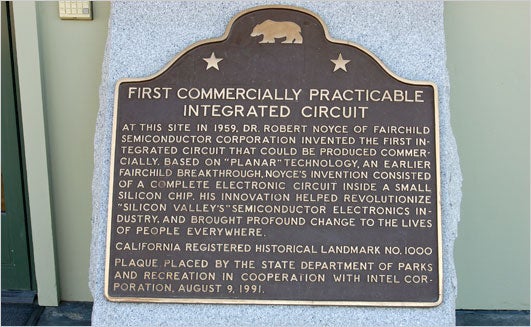 FIRST COMMERCIALLY PRACTICABLE
INTEGRATED CIRCUIT
AT THIS SITE IN 1959, DR. ROBERT NOYCE OF FAIRCHILD
SEMICONDUCTOR CORPORATION INVENTED THE FIRST IN-
TEGRATED CIRCUIT THAT COULD BE PRODUCED COMMER-
CIALLY. BASED ON "PLANAR" TECHNOLOGY, AN EARLIER
FAIRCHILD BREAKTHROUGH, NOYCE'S INVENTION CONSISTED
OF A COMPLETE ELECTRONIC CIRCUIT INSIDE A SMALL
SILICON CHIP. HIS INNOVATION HELPED REVOLUTIONIZE
"SILICON VALLEY'S" SEMICONDUCTOR ELECTRONICS IN-
DUSTRY, AND BROUGHT PROFOUND CHANGE TO THE LIVES
OF PEOPLE EVERYWHERE.
CALIFORNIA REGISTERED HISTORICAL LANDMARK NO. 1000
PLAQUE PLACED BY THE STATE DEPARTMENT OF PARKS
AND RECREATION IN COOPERATION WITH INTEL COR-
PORATION, AUGUST 9, 1991.